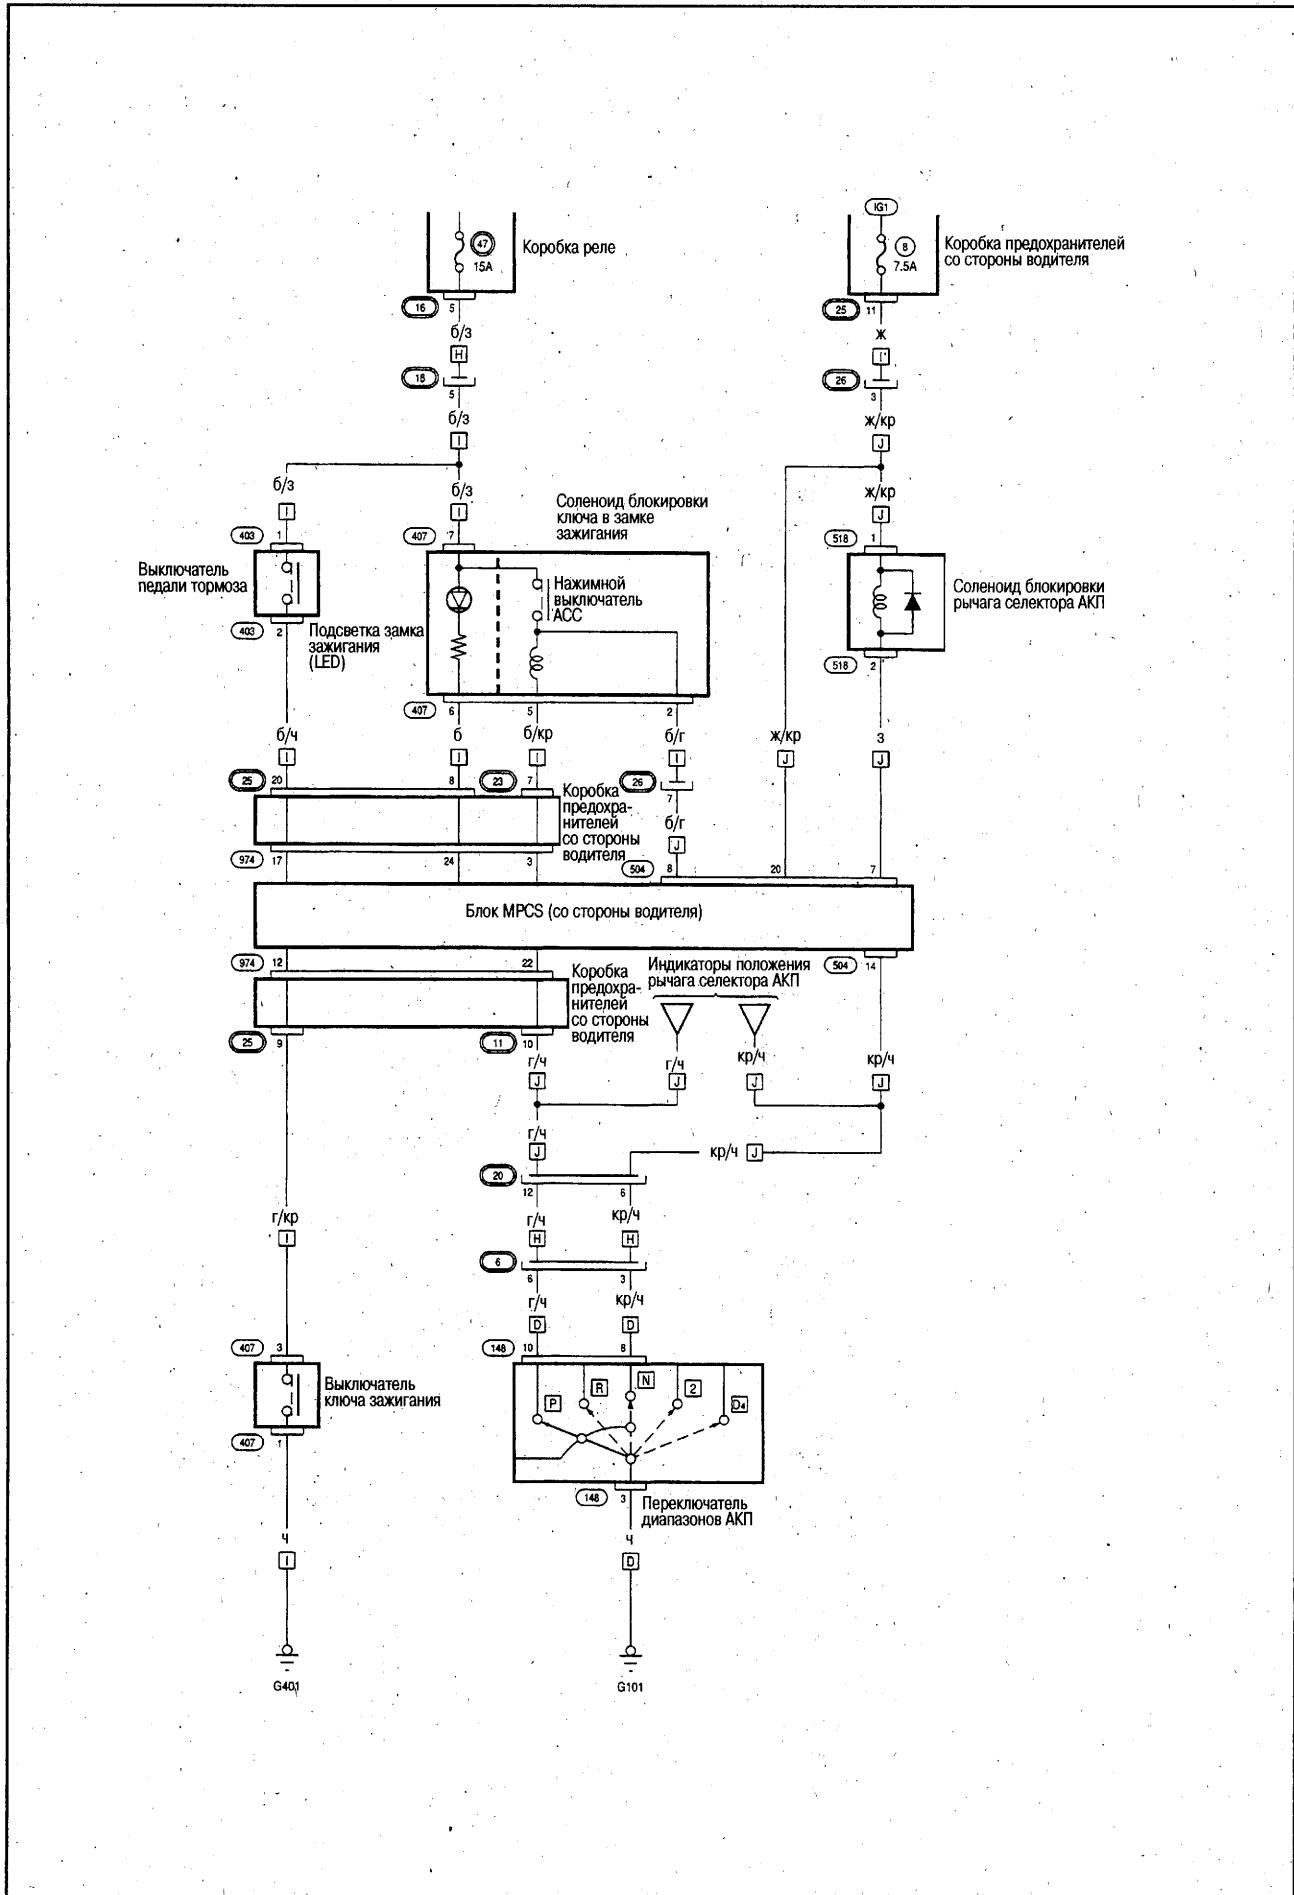 IG1
47
15A
Коробка реле
8
7.5A
Коробка предохранителей
со стороны водителя
16
5
25
11
б/з
ж
H
I
18
5
26
3
б/з
I
ж/кр
J
б/з
I
б/з
I
ж/кр
J
Соленоид блокировки
ключа в замке
зажигания
403
1
407
7
518
1
Выключатель
педали тормоза
Нажимной
выключатель
ACC
Соленоид блокировки
рычага селектора АКП
403
2
Подсветка замка
зажигания
(LED)
518
2
407
6
5
2
б/ч
I
б
I
б/кр
I
б/г
I
ж/кр
J
з
J
25
20
8
23
7
26
7
Коробка
предохра-
нителей
со стороны
водителя
б/г
J
974
17
24
3
504
8
20
7
Блок MPCS (со стороны водителя)
974
12
22
504
14
Коробка
предохра-
нителей
со стороны
водителя
Индикаторы положения
рычага селектора АКП
25
9
11
10
г/ч
J
г/ч
J
кр/ч
J
кр/ч
J
г/ч
J
кр/ч
J
20
12
6
г/кр
I
г/ч
H
кр/ч
H
6
6
3
г/ч
D
кр/ч
D
407
3
148
10
8
Выключатель
ключа зажигания
P
R
N
2
D4
407
1
148
3
Переключатель
диапазонов АКП
ч
I
ч
D
G401
G101